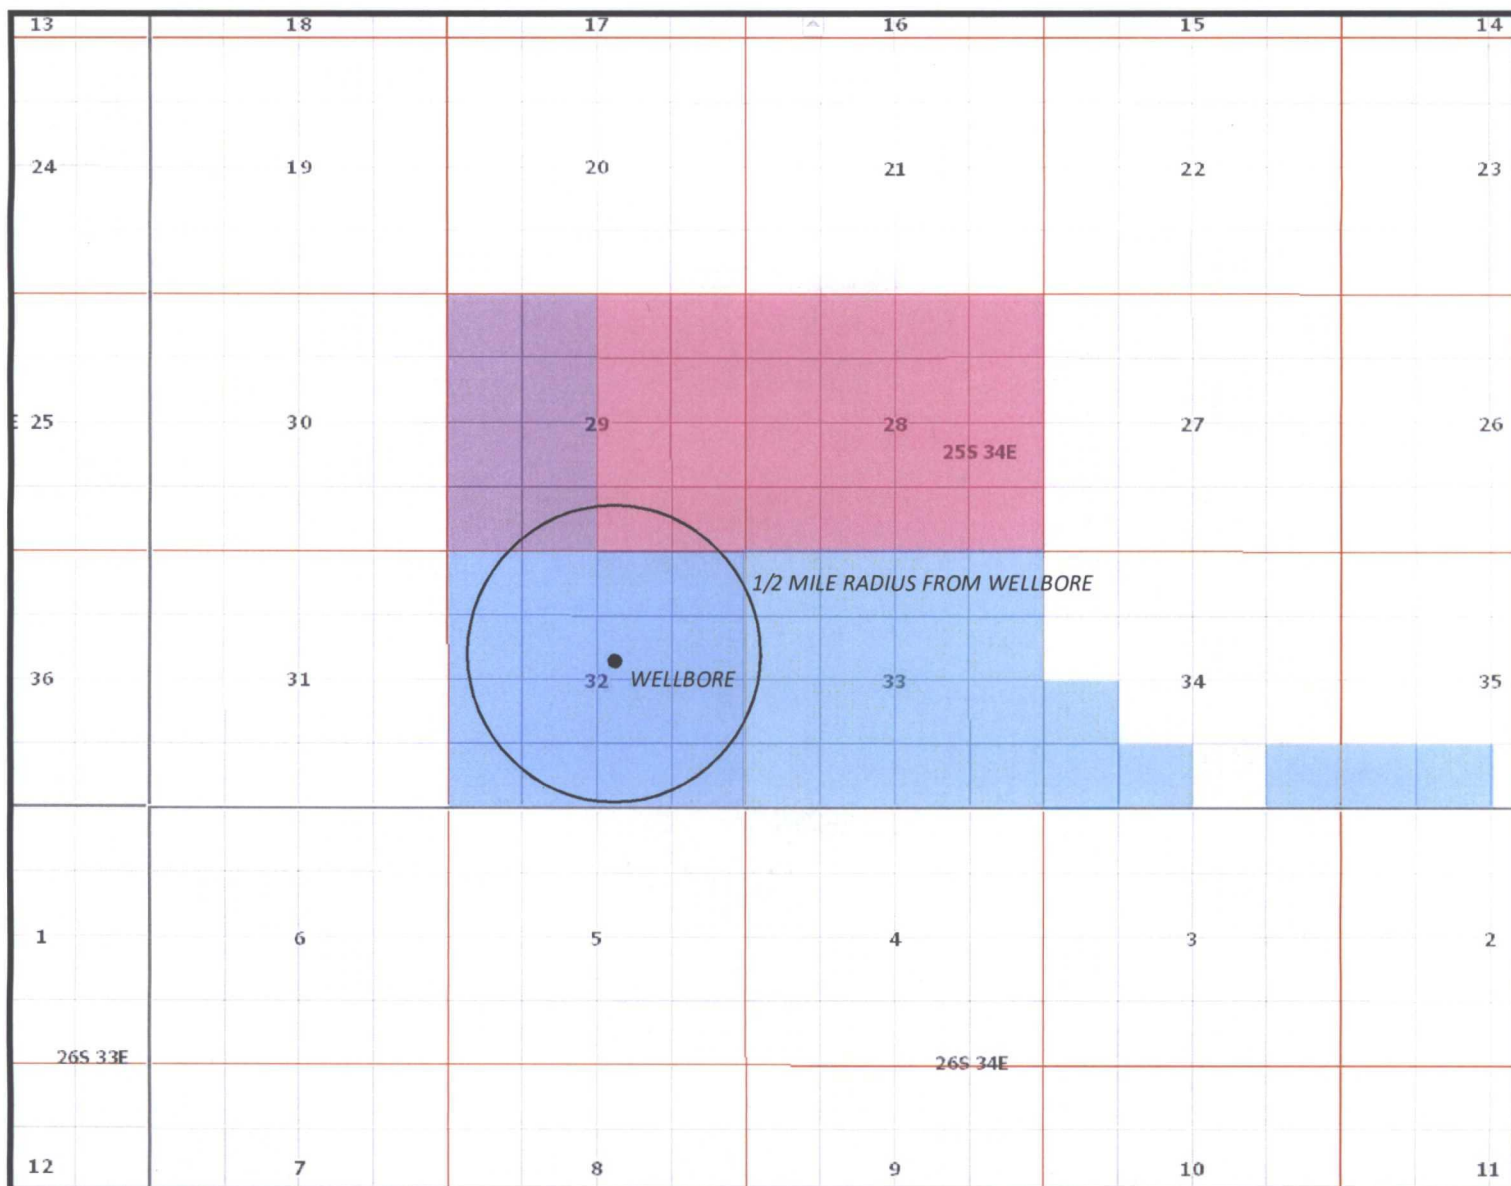 13 18 17 16 15 14
24 19 20 21 22 23
25 30 29 28 27 26
25S 34E
1/2 MILE RADIUS FROM WELLBORE
36 31 32 WELLBORE 33 34 35
1 6 5 4 3 2
26S 33E 26S 34E
12 7 8 9 10 11